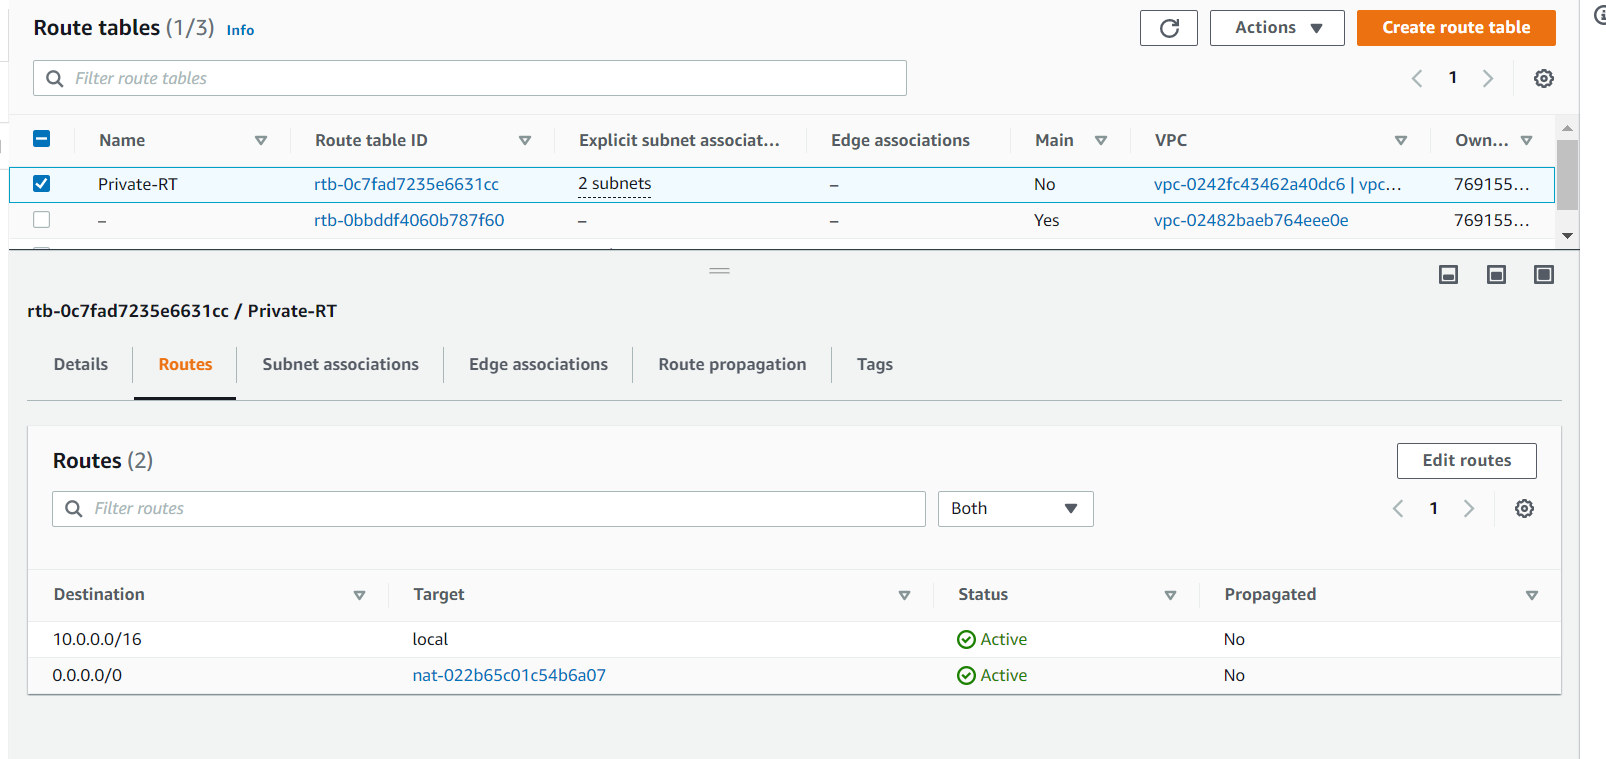 Route tables (1/3) Info
Actions
Create route table
Filter route tables
1
Name Route table ID Explicit subnet associat... Edge associations Main VPC Own...
Private-RT rtb-0c7fad7235e6631cc 2 subnets – No vpc-0242fc43462a40dc6 | vpc... 769155...
– rtb-0bbddf4060b787f60 – – Yes vpc-02482baeb764eee0e 769155...
rtb-0c7fad7235e6631cc / Private-RT
Details Routes Subnet associations Edge associations Route propagation Tags
Routes (2)
Edit routes
Filter routes
Both
1
Destination Target Status Propagated
10.0.0.0/16 local Active No
0.0.0.0/0 nat-022b65c01c54b6a07 Active No